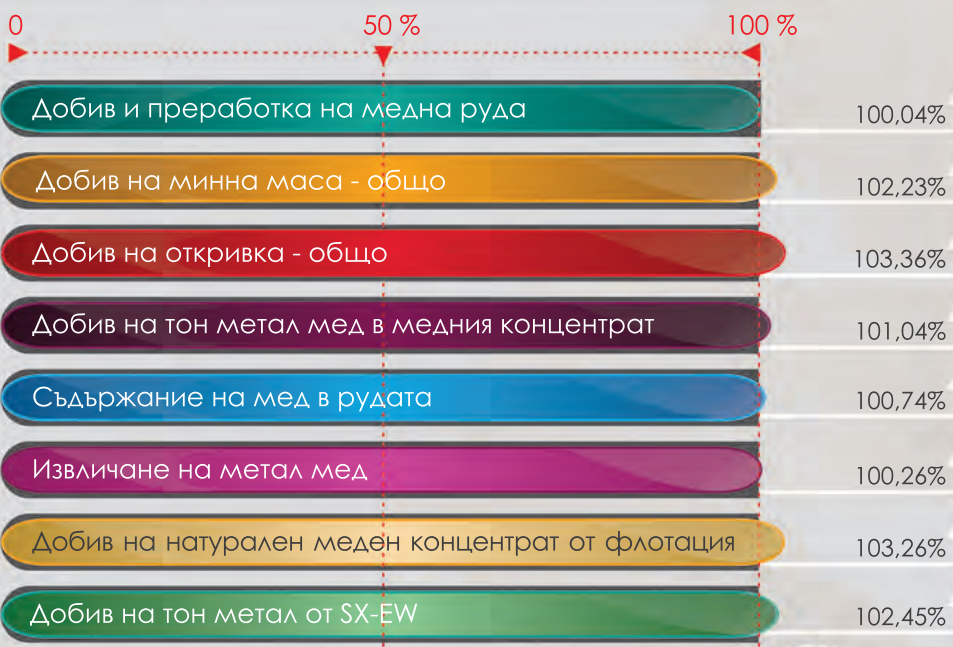 0 50 % 100 %
Добив и преработка на медна руда 100,04%
Добив на минна маса - общо 102,23%
Добив на откривка - общо 103,36%
Добив на тон метал мед в медния концентрат 101,04%
Съдържание на мед в рудата 100,74%
Извличане на метал мед 100,26%
Добив на натурален меден концентрат от флотация 103,26%
Добив на тон метал от SX-EW 102,45%